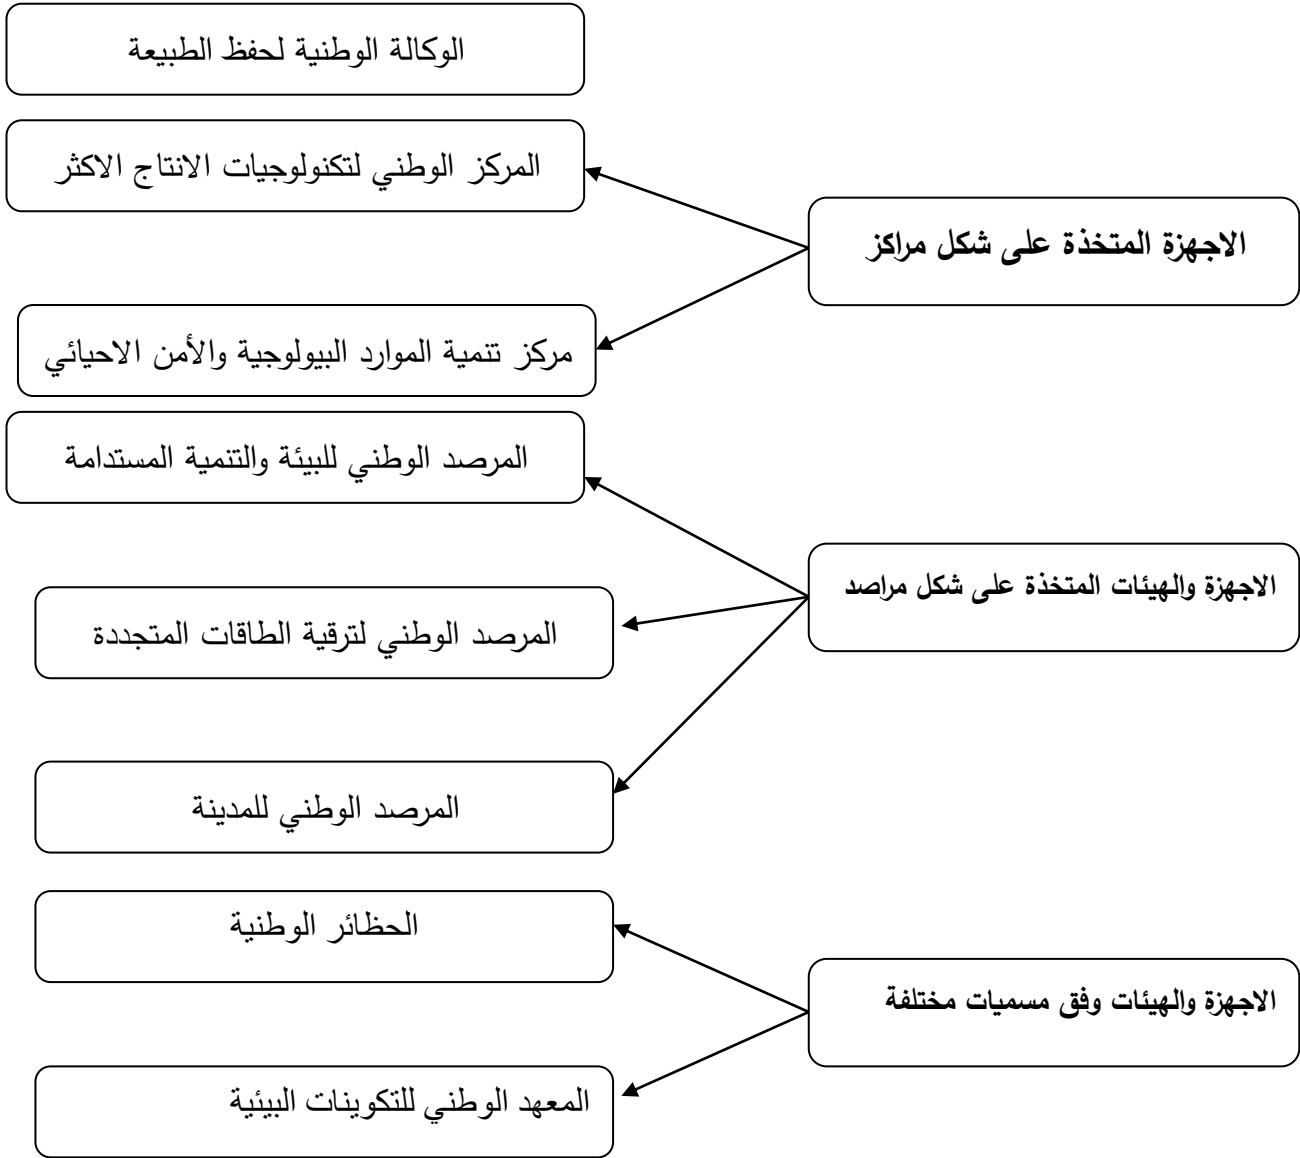 الوكالة الوطنية لحفظ الطبيعة
المركز الوطني لتكنولوجيات الانتاج الاكثر
الاجهزة المتخذة على شكل مراكز
مركز تنمية الموارد البيولوجية والأمن الاحيائي
المرصد الوطني للبيئة والتنمية المستدامة
الاجهزة والهيئات المتخذة على شكل مراصد
المرصد الوطني لترقية الطاقات المتجددة
المرصد الوطني للمدينة
الحظائر الوطنية
الاجهزة والهيئات وفق مسميات مختلفة
المعهد الوطني للتكوينات البيئية